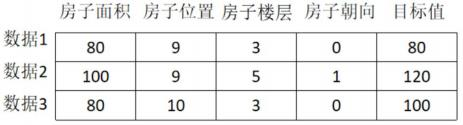 房子面积 房子位置 房子楼层 房子朝向 目标值
数据1 80 9 3 0 80
数据2 100 9 5 1 120
数据3 80 10 3 0 100